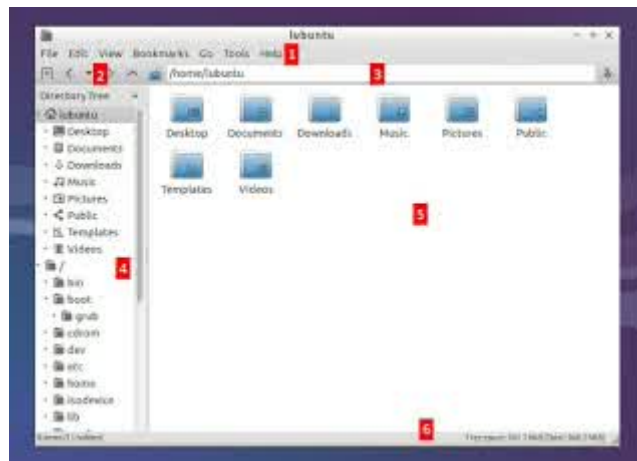 lubuntu
File Edit View Bookmarks Go Tools Help 1
2 /home/lubuntu 3
Directory Tree
lubuntu
Desktop
Documents
Downloads
Music
Pictures
Public
Templates
Videos
/
4
bin
boot
grub
cdrom
dev
etc
home
isodevice
lib
Desktop Documents Downloads Music Pictures Public
Templates Videos
5
6